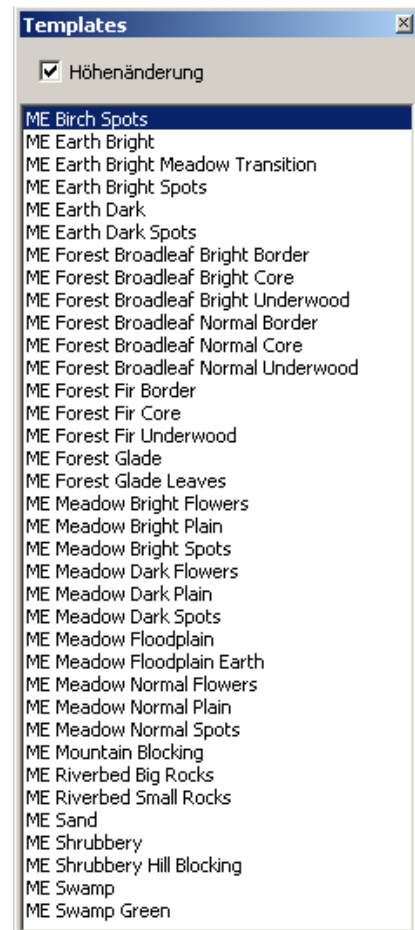 Templates
Höhenänderung
ME Birch Spots
ME Earth Bright
ME Earth Bright Meadow Transition
ME Earth Bright Spots
ME Earth Dark
ME Earth Dark Spots
ME Forest Broadleaf Bright Border
ME Forest Broadleaf Bright Core
ME Forest Broadleaf Bright Underwood
ME Forest Broadleaf Normal Border
ME Forest Broadleaf Normal Core
ME Forest Broadleaf Normal Underwood
ME Forest Fir Border
ME Forest Fir Core
ME Forest Fir Underwood
ME Forest Glade
ME Forest Glade Leaves
ME Meadow Bright Flowers
ME Meadow Bright Plain
ME Meadow Bright Spots
ME Meadow Dark Flowers
ME Meadow Dark Plain
ME Meadow Dark Spots
ME Meadow Floodplain
ME Meadow Floodplain Earth
ME Meadow Normal Flowers
ME Meadow Normal Plain
ME Meadow Normal Spots
ME Mountain Blocking
ME Riverbed Big Rocks
ME Riverbed Small Rocks
ME Sand
ME Shrubbery
ME Shrubbery Hill Blocking
ME Swamp
ME Swamp Green